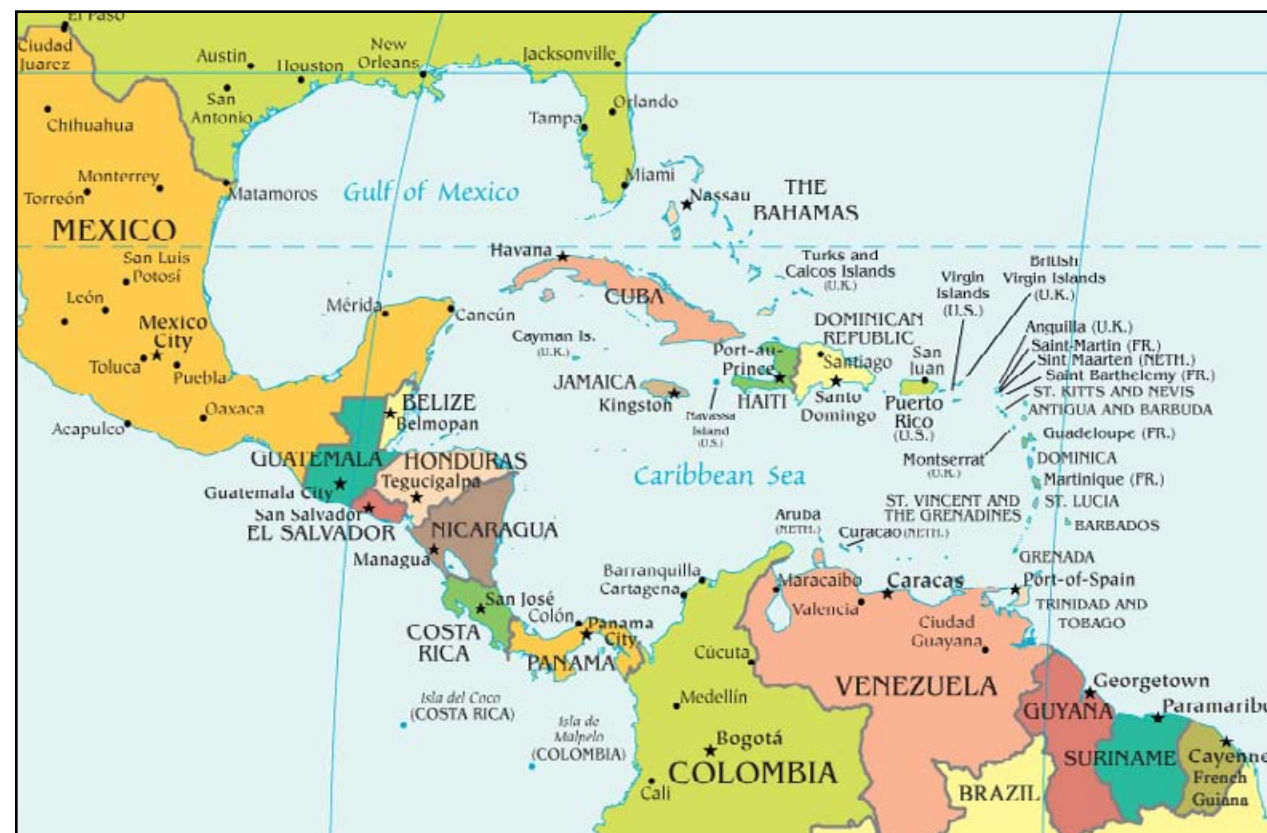 El Paso
Ciudad
Juarez
Austin
Houston
New
Orleans
Jacksonville
San
Antonio
Chihuahua
Tampa
Orlando
Monterrey
Torreón
Matamoros
Gulf of Mexico
Miami
Nassau
THE
BAHAMAS
MEXICO
San Luis
Potosí
León
Havana
CUBA
Turks and
Caicos Islands
(U.K.)
Virgin
Islands
(U.S.)
British
Virgin Islands
(U.K.)
Mérida
Cancún
Mexico
City
Toluca
Puebla
Cayman Is.
(U.K.)
DOMINICAN
REPUBLIC
Port-au-
Prince
Santiago
San
Juan
Anguilla (U.K.)
Saint-Martin (FR.)
Sint Maarten (NETH.)
Saint Barthelemy (FR.)
ST. KITTS AND NEVIS
ANTIGUA AND BARBUDA
JAMAICA
Kingston
HAITI
Santo
Domingo
Puerto
Rico
(U.S.)
Navassa
Island
(U.S.)
Oaxaca
Acapulco
BELIZE
Belmopan
Guadeloupe (FR.)
Montserrat
(U.K.)
DOMINICA
Martinique (FR.)
ST. LUCIA
BARBADOS
GUATEMALA
Guatemala City
HONDURAS
Tegucigalpa
Caribbean Sea
San Salvador
EL SALVADOR
NICARAGUA
Managua
Aruba
(NETH.)
Curacao (NETH.)
ST. VINCENT AND
THE GRENADINES
GRENADA
Port-of-Spain
TRINIDAD AND
TOBAGO
San José
COSTA
RICA
Colón
Panama
City
PANAMA
Barranquilla
Cartagena
Maracaibo
Caracas
Valencia
Ciudad
Guayana
Cúcuta
VENEZUELA
Isla del Coco
(COSTA RICA)
Isla de
Malpelo
(COLOMBIA)
Medellín
Bogotá
COLOMBIA
Cali
Georgetown
GUYANA
Paramaribo
SURINAME
Cayenne
French
Guiana
BRAZIL